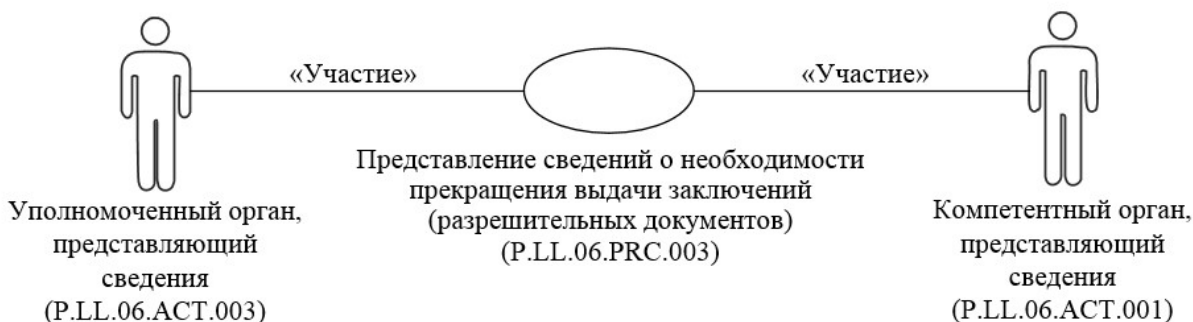 «Участие»
«Участие»
Представление сведений о необходимости
прекращения выдачи заключений
(разрешительных документов)
(P.LL.06.PRC.003)
Уполномоченный орган,
представляющий
сведения
(P.LL.06.ACT.003)
Компетентный орган,
представляющий
сведения
(P.LL.06.ACT.001)